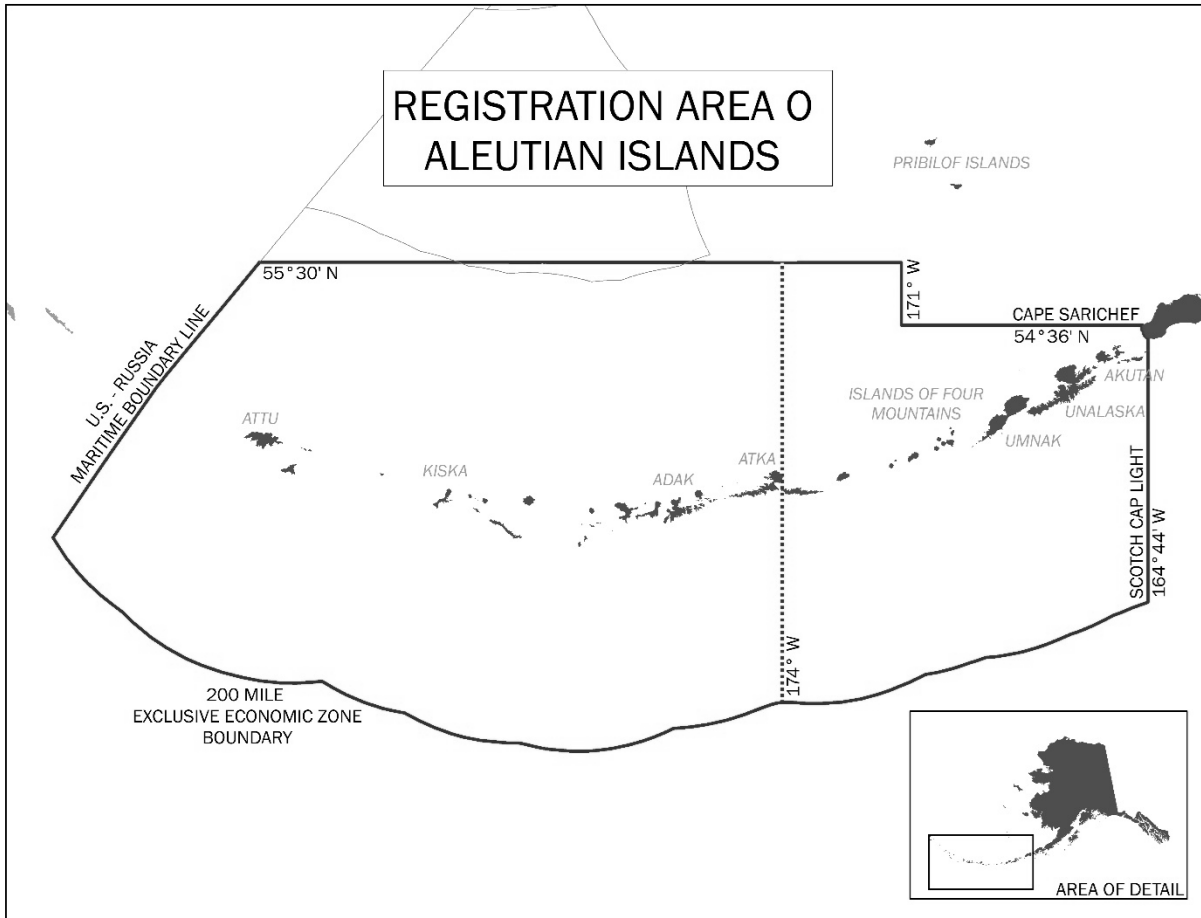 REGISTRATION AREA O
ALEUTIAN ISLANDS
PRIBILOF ISLANDS
55°30' N
171° W
CAPE SARICHEF
54°36' N
U.S. - RUSSIA
MARITIME BOUNDARY LINE
ATTU
KISKA
ADAK
ATKA
ISLANDS OF FOUR
MOUNTAINS
UMNAK
UNALASKA
AKUTAN
SCOTCH CAP LIGHT
164°44' W
174° W
200 MILE
EXCLUSIVE ECONOMIC ZONE
BOUNDARY
AREA OF DETAIL